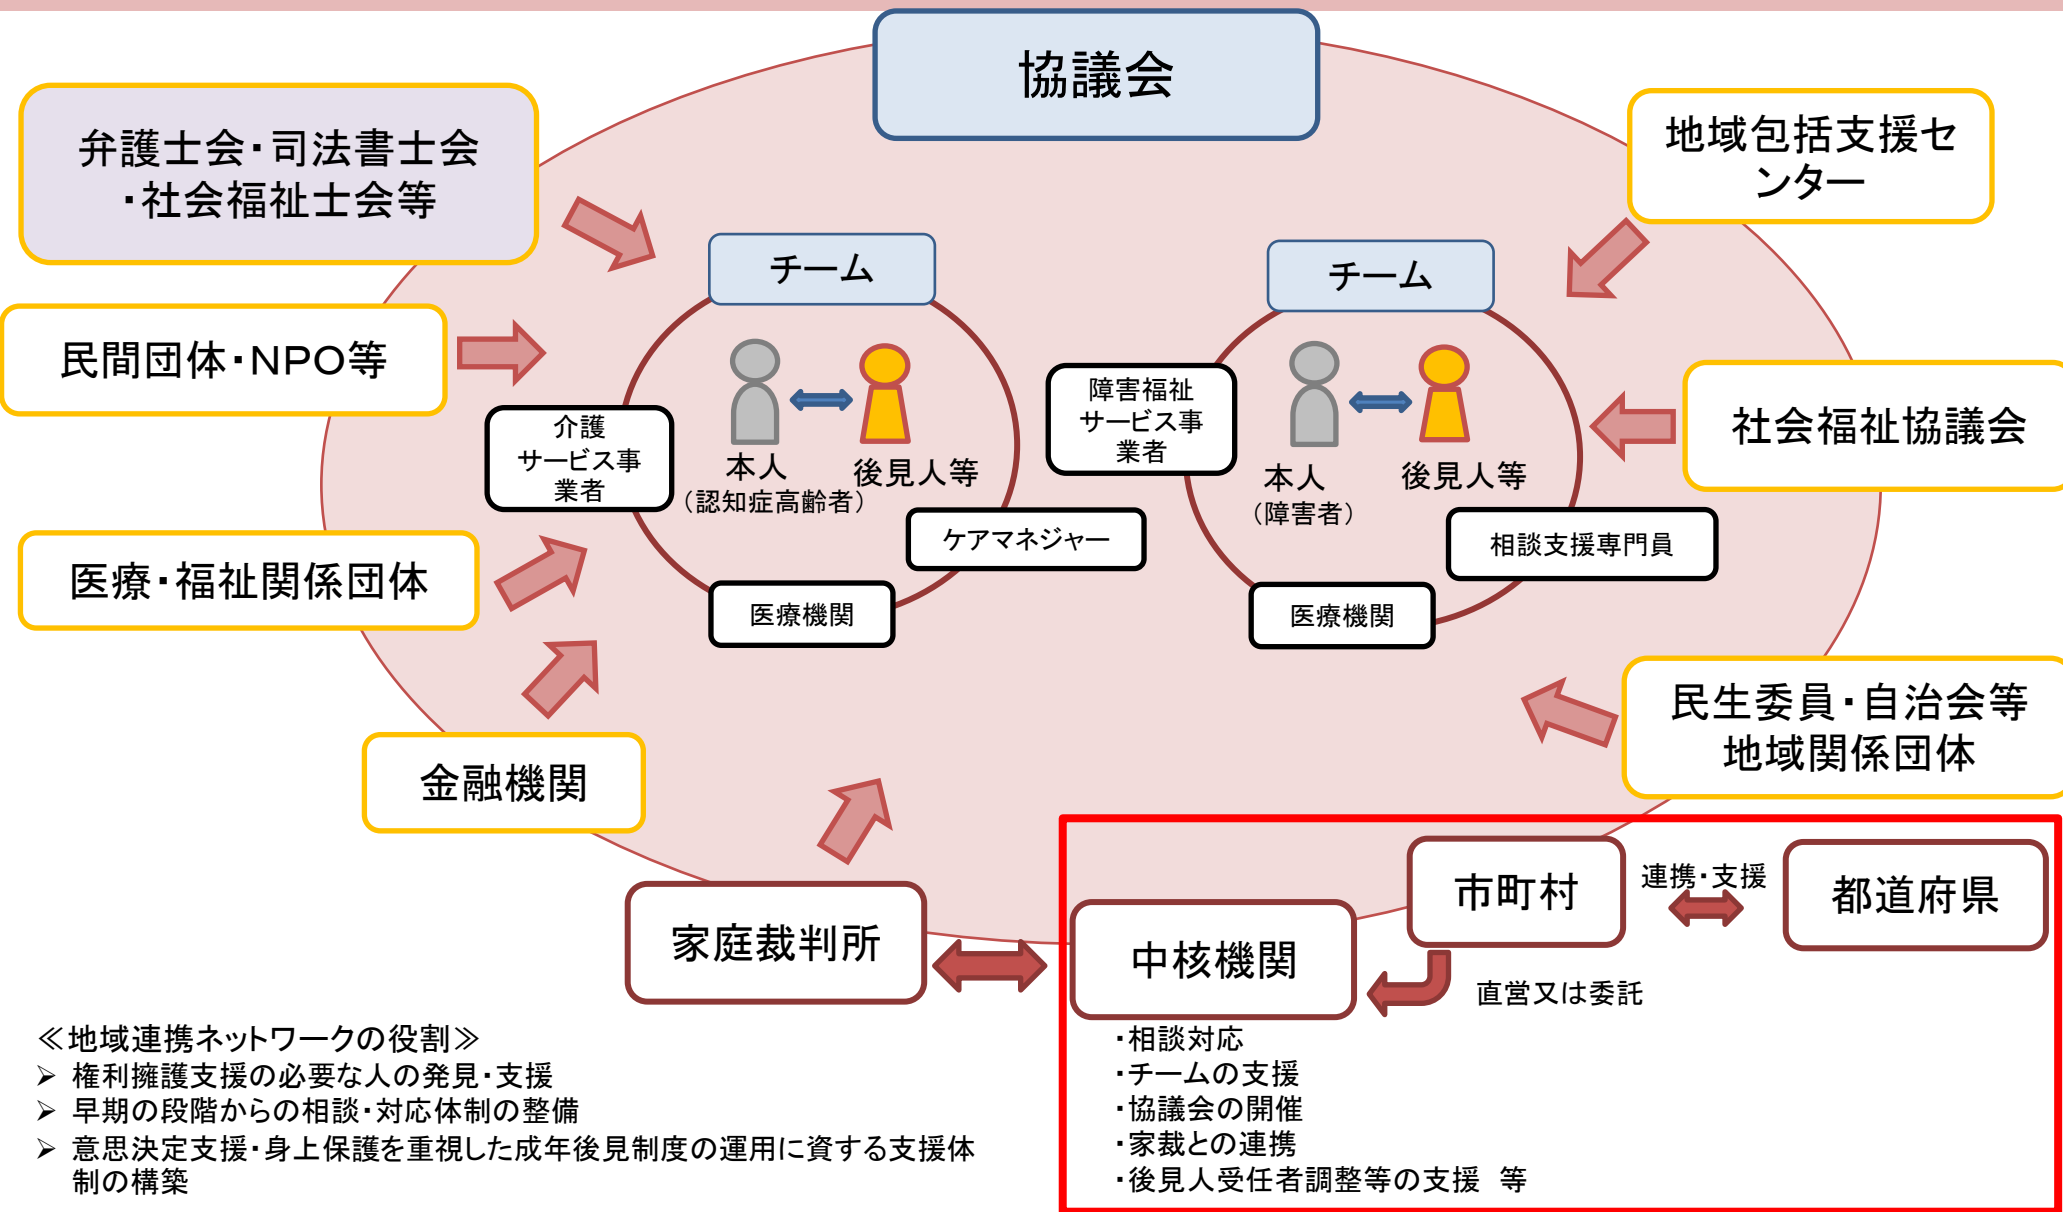 協議会
弁護士会・司法書士会
・社会福祉士会等
地域包括支援セ
ンター
民間団体・NPO等
社会福祉協議会
医療・福祉関係団体
金融機関
民生委員・自治会等
地域関係団体
チーム
介護
サービス事
業者
本人
（認知症高齢者）
後見人等
ケアマネジャー
医療機関
チーム
障害福祉
サービス事
業者
本人
（障害者）
後見人等
相談支援専門員
医療機関
家庭裁判所
中核機関
市町村
連携・支援
都道府県
直営又は委託
・相談対応
・チームの支援
・協議会の開催
・家裁との連携
・後見人受任者調整等の支援　等
≪地域連携ネットワークの役割≫
➢ 権利擁護支援の必要な人の発見・支援
➢ 早期の段階からの相談・対応体制の整備
➢ 意思決定支援・身上保護を重視した成年後見制度の運用に資する支援体
制の構築